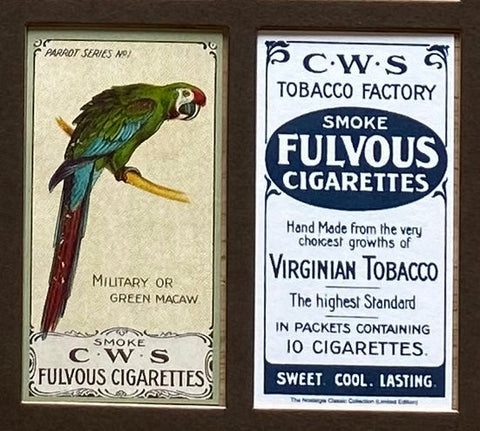 PARROT SERIES Nº1
MILITARY OR
GREEN MACAW
SMOKE
C·W·S
FULVOUS CIGARETTES
C·W·S
TOBACCO FACTORY
SMOKE
FULVOUS
CIGARETTES
Hand Made from the very
choicest growths of
VIRGINIAN TOBACCO
The highest Standard
IN PACKETS CONTAINING
10 CIGARETTES.
SWEET. COOL. LASTING.
The Nostalgia Classic Collection (Limited Edition)